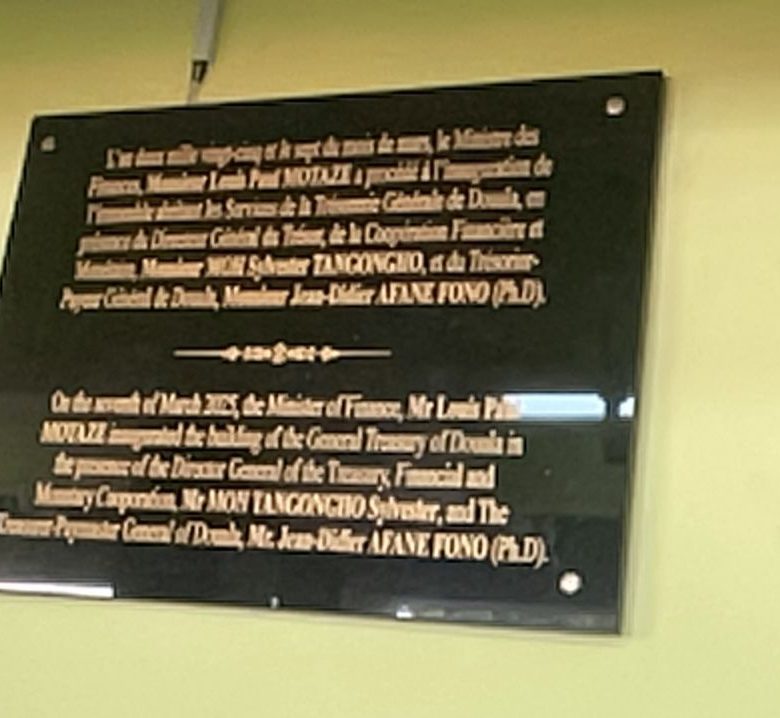 L'an deux mille vingt-cinq et le sept du mois de mars, le Ministre des
Finances, Monsieur Louis Paul MOTAZE a procédé à l'inauguration de
l'immeuble abritant les Services de la Trésorerie Générale de Douala, en
présence du Directeur Général du Trésor, de la Coopération Financière et
Monétaire, Monsieur MOH Sylvester TANGONGHO, et du Trésorier-
Payeur Général de Douala, Monsieur Jean-Didier AFANE FONO (Ph.D).
On the seventh of March 2025, the Minister of Finance, Mr Louis Paul
MOTAZE inaugurated the building of the General Treasury of Douala in
the presence of the Director General of the Treasury, Financial and
Monetary Cooperation, Mr MOH TANGONGHO Sylvester, and The
Treasurer-Paymaster General of Douala, Mr. Jean-Didier AFANE FONO (Ph.D).